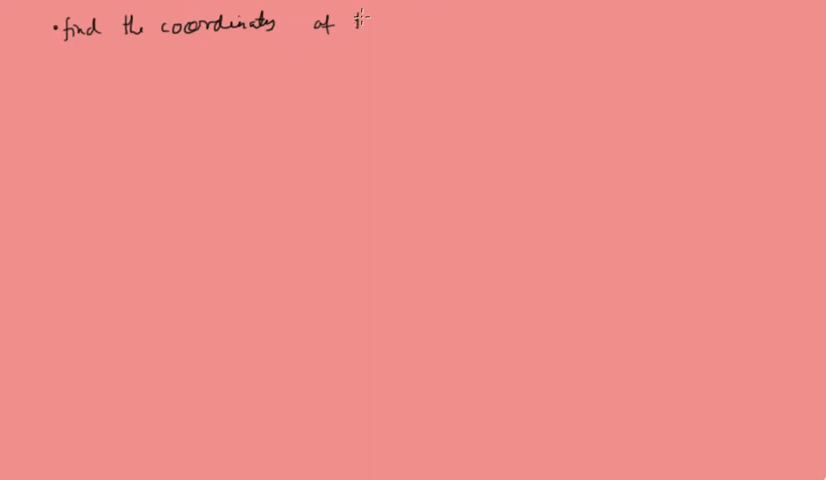 •find the coordinates of t